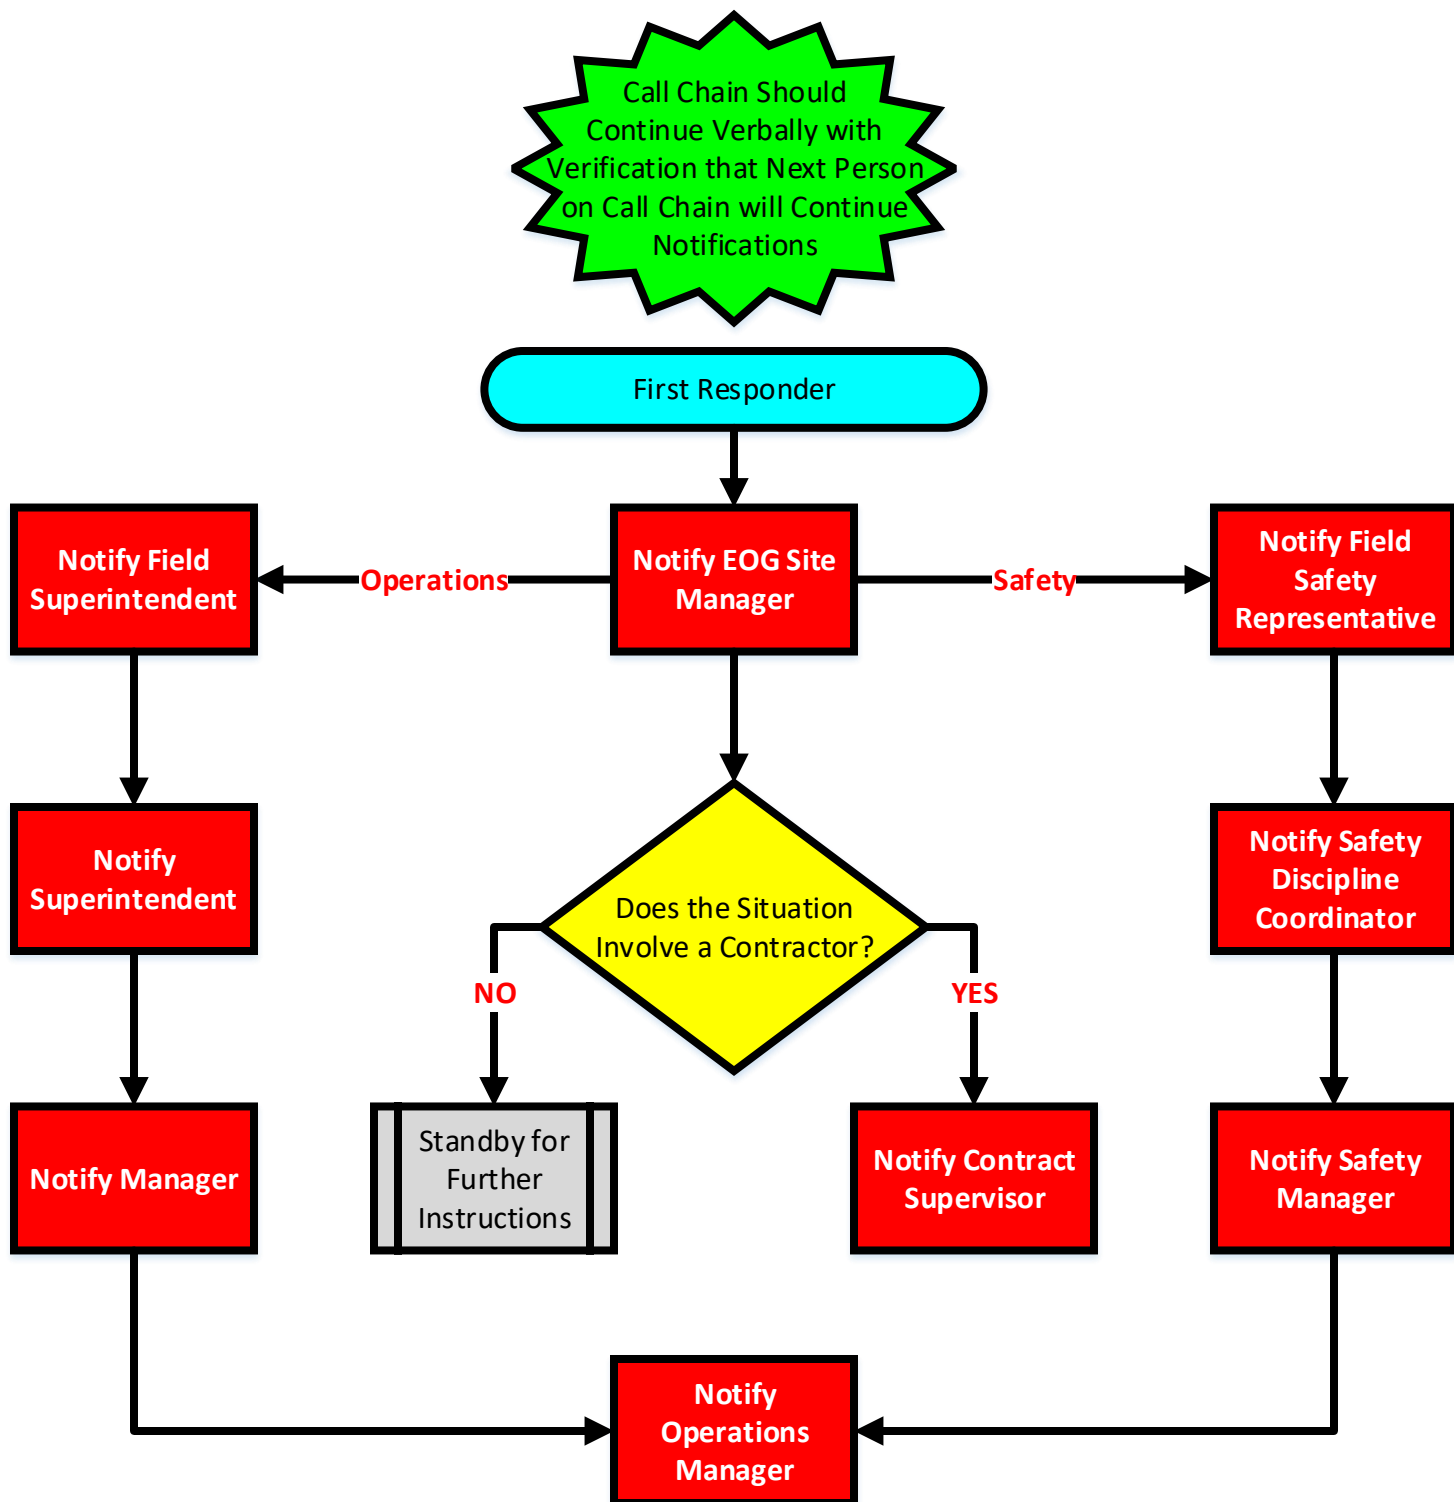 Call Chain Should
Continue Verbally with
Verification that Next Person
on Call Chain will Continue
Notifications
First Responder
Notify Field
Superintendent
Operations
Notify EOG Site
Manager
Safety
Notify Field
Safety
Representative
Notify
Superintendent
Does the Situation
Involve a Contractor?
Notify Safety
Discipline
Coordinator
NO
YES
Notify Manager
Standby for
Further
Instructions
Notify Contract
Supervisor
Notify Safety
Manager
Notify
Operations
Manager